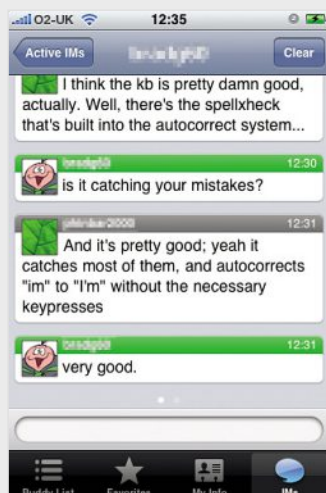 O2-UK 12:35
Active IMs Clear
I think the kb is pretty damn good,
actually. Well, there's the spellxheck
that's built into the autocorrect system...
12:30
is it catching your mistakes?
12:31
And it's pretty good; yeah it
catches most of them, and autocorrects
"im" to "I'm" without the necessary
keypresses
12:31
very good.
Buddy List Favorites My Info IMs